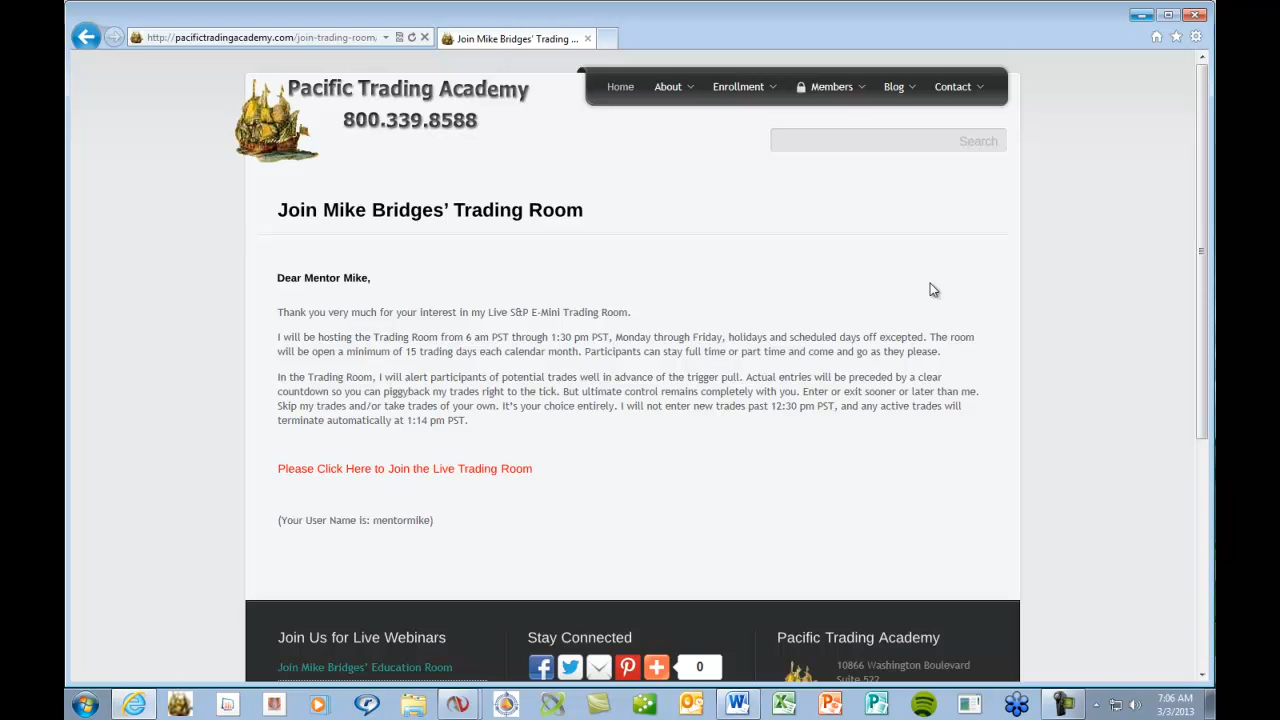 http://pacifictradingacademy.com/join-trading-room,
Join Mike Bridges' Trading ...
Pacific Trading Academy
800.339.8588
Home About Enrollment Members Blog Contact
Search
Join Mike Bridges’ Trading Room
Dear Mentor Mike,
Thank you very much for your interest in my Live S&P E-Mini Trading Room.
I will be hosting the Trading Room from 6 am PST through 1:30 pm PST, Monday through Friday, holidays and scheduled days off excepted. The room
will be open a minimum of 15 trading days each calendar month. Participants can stay full time or part time and come and go as they please.
In the Trading Room, I will alert participants of potential trades well in advance of the trigger pull. Actual entries will be preceded by a clear
countdown so you can piggyback my trades right to the tick. But ultimate control remains completely with you. Enter or exit sooner or later than me.
Skip my trades and/or take trades of your own. It’s your choice entirely. I will not enter new trades past 12:30 pm PST, and any active trades will
terminate automatically at 1:14 pm PST.
Please Click Here to Join the Live Trading Room
(Your User Name is: mentormike)
Join Us for Live Webinars
Join Mike Bridges’ Education Room
Stay Connected
0
Pacific Trading Academy
10866 Washington Boulevard
Suite 522
7:06 AM
3/3/2013